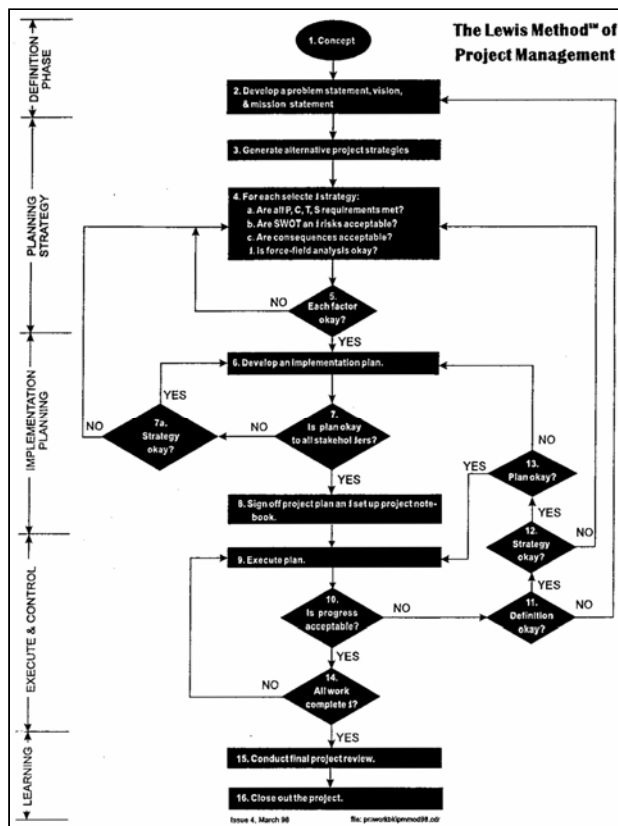 The Lewis Method℠ of
Project Management
DEFINITION
PHASE
1. Concept
2. Develop a problem statement, vision,
& mission statement
PLANNING
STRATEGY
3. Generate alternative project strategies
4. For each selecte J strategy:
a. Are all P, C, T, S requirements met?
b. Are SWOT an J risks acceptable?
c. Are consequences acceptable?
J. Is force-field analysis okay?
5.
Each factor
okay?
NO
YES
IMPLEMENTATION
PLANNING
6. Develop an implementation plan.
YES
NO
7a.
Strategy
okay?
NO
7.
Is plan okay
to all stakehol Jers?
YES
NO
13.
Plan okay?
YES
8. Sign off project plan an J set up project note-
book.
YES
12.
Strategy okay?
NO
EXECUTE & CONTROL
9. Execute plan.
YES
10.
Is progress
acceptable?
NO
11.
Definition
okay?
NO
YES
14.
All work
complete J?
NO
YES
LEARNING
15. Conduct final project review.
16. Close out the project.
Issue 4, March 98